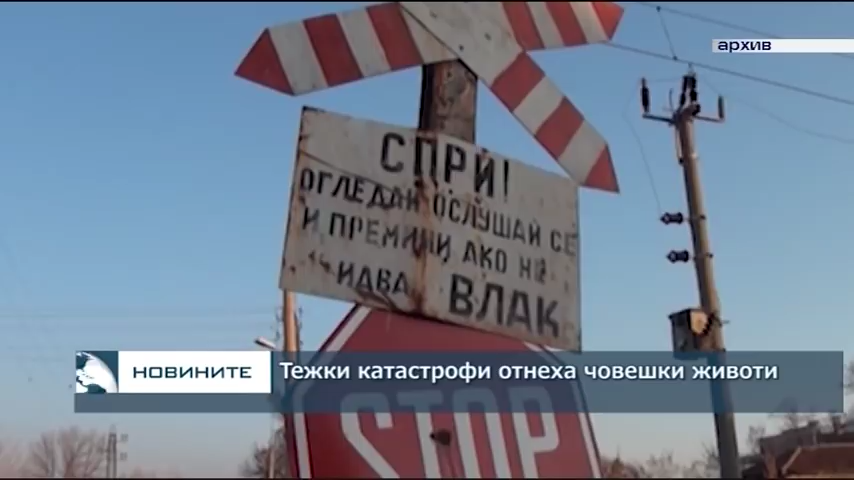 архив
СПРИ!
ОГЛЕДАЙ ОСЛУШАЙ СЕ
И ПРЕМИНИ АКО НЕ
ИДВА ВЛАК
НОВИНИТЕ
Тежки катастрофи отнеха човешки животи
STOP